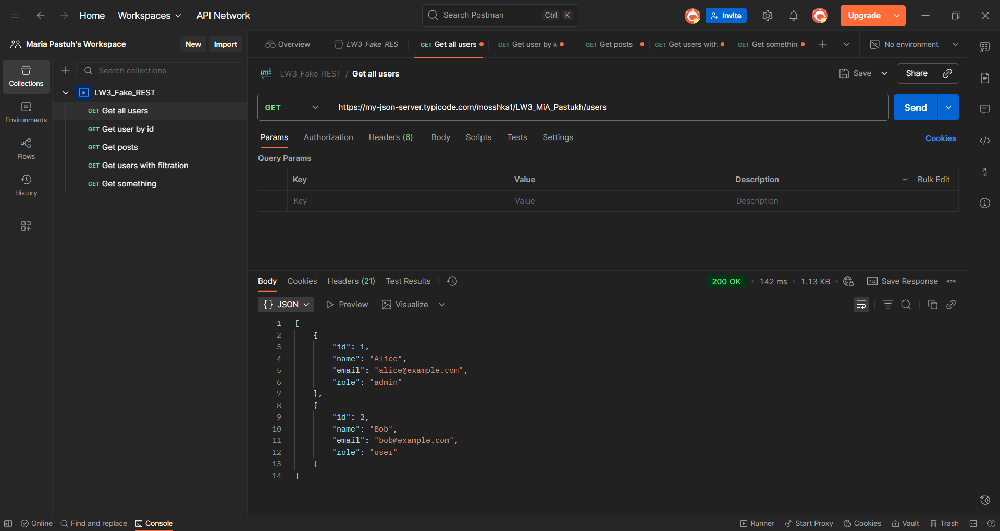 Home Workspaces API Network Search Postman Ctrl K Invite Upgrade
Maria Pastuh's Workspace New Import
Overview LW3_Fake_RES GET Get all users GET Get user by i GET Get posts GET Get users with GET Get somethin No environment
Collections
Environments
Flows
History
Search collections
LW3_Fake_REST
GET Get all users
GET Get user by id
GET Get posts
GET Get users with filtration
GET Get something
HTTP LW3_Fake_REST / Get all users Save Share
GET https://my-json-server.typicode.com/mosshka1/LW3_MiA_Pastukh/users Send
Params Authorization Headers (6) Body Scripts Tests Settings Cookies
Query Params
Key Value Description Bulk Edit
Key Value Description
Body Cookies Headers (21) Test Results 200 OK 142 ms 1.13 KB e.g. Save Response
{} JSON Preview Visualize
1 [
2 {
3 "id": 1,
4 "name": "Alice",
5 "email": "alice@example.com",
6 "role": "admin"
7 },
8 {
9 "id": 2,
10 "name": "Bob",
11 "email": "bob@example.com",
12 "role": "user"
13 }
14 ]
Online Find and replace Console Runner Start Proxy Cookies Vault Trash